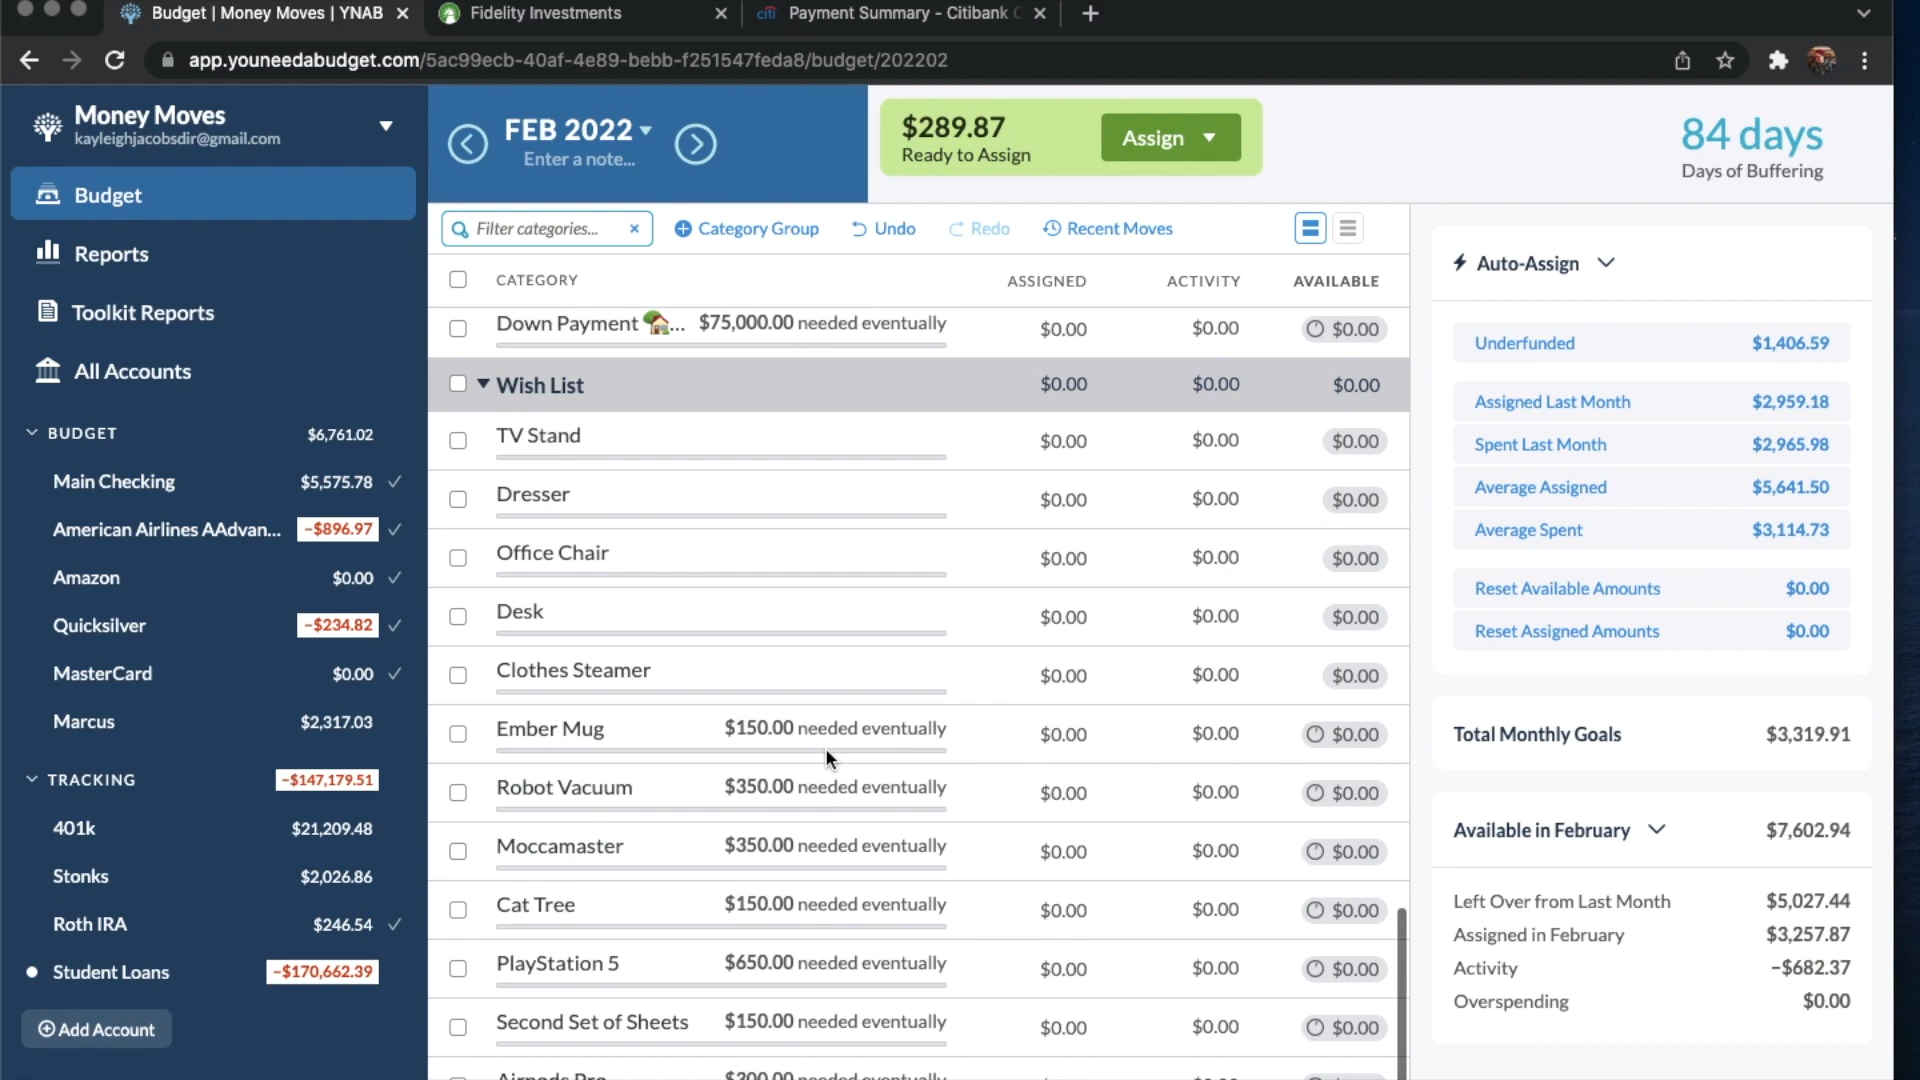 Budget | Money Moves | YNAB
Fidelity Investments
citi Payment Summary - Citibank
app.youneedabudget.com/5ac99ecb-40af-4e89-bebb-f251547feda8/budget/202202
Money Moves
kayleighjacobsdir@gmail.com
FEB 2022
Enter a note...
$289.87
Ready to Assign
Assign
84 days
Days of Buffering
Budget
Reports
Toolkit Reports
All Accounts
BUDGET $6,761.02
Main Checking $5,575.78
American Airlines AAdvan... -$896.97
Amazon $0.00
Quicksilver -$234.82
MasterCard $0.00
Marcus $2,317.03
TRACKING -$147,179.51
401k $21,209.48
Stonks $2,026.86
Roth IRA $246.54
Student Loans -$170,662.39
Add Account
Filter categories...
Category Group
Undo
Redo
Recent Moves
CATEGORY ASSIGNED ACTIVITY AVAILABLE
Down Payment 🏡... $75,000.00 needed eventually $0.00 $0.00 $0.00
Wish List $0.00 $0.00 $0.00
TV Stand $0.00 $0.00 $0.00
Dresser $0.00 $0.00 $0.00
Office Chair $0.00 $0.00 $0.00
Desk $0.00 $0.00 $0.00
Clothes Steamer $0.00 $0.00 $0.00
Ember Mug $150.00 needed eventually $0.00 $0.00 $0.00
Robot Vacuum $350.00 needed eventually $0.00 $0.00 $0.00
Moccamaster $350.00 needed eventually $0.00 $0.00 $0.00
Cat Tree $150.00 needed eventually $0.00 $0.00 $0.00
PlayStation 5 $650.00 needed eventually $0.00 $0.00 $0.00
Second Set of Sheets $150.00 needed eventually $0.00 $0.00 $0.00
Auto-Assign
Underfunded $1,406.59
Assigned Last Month $2,959.18
Spent Last Month $2,965.98
Average Assigned $5,641.50
Average Spent $3,114.73
Reset Available Amounts $0.00
Reset Assigned Amounts $0.00
Total Monthly Goals $3,319.91
Available in February $7,602.94
Left Over from Last Month $5,027.44
Assigned in February $3,257.87
Activity -$682.37
Overspending $0.00